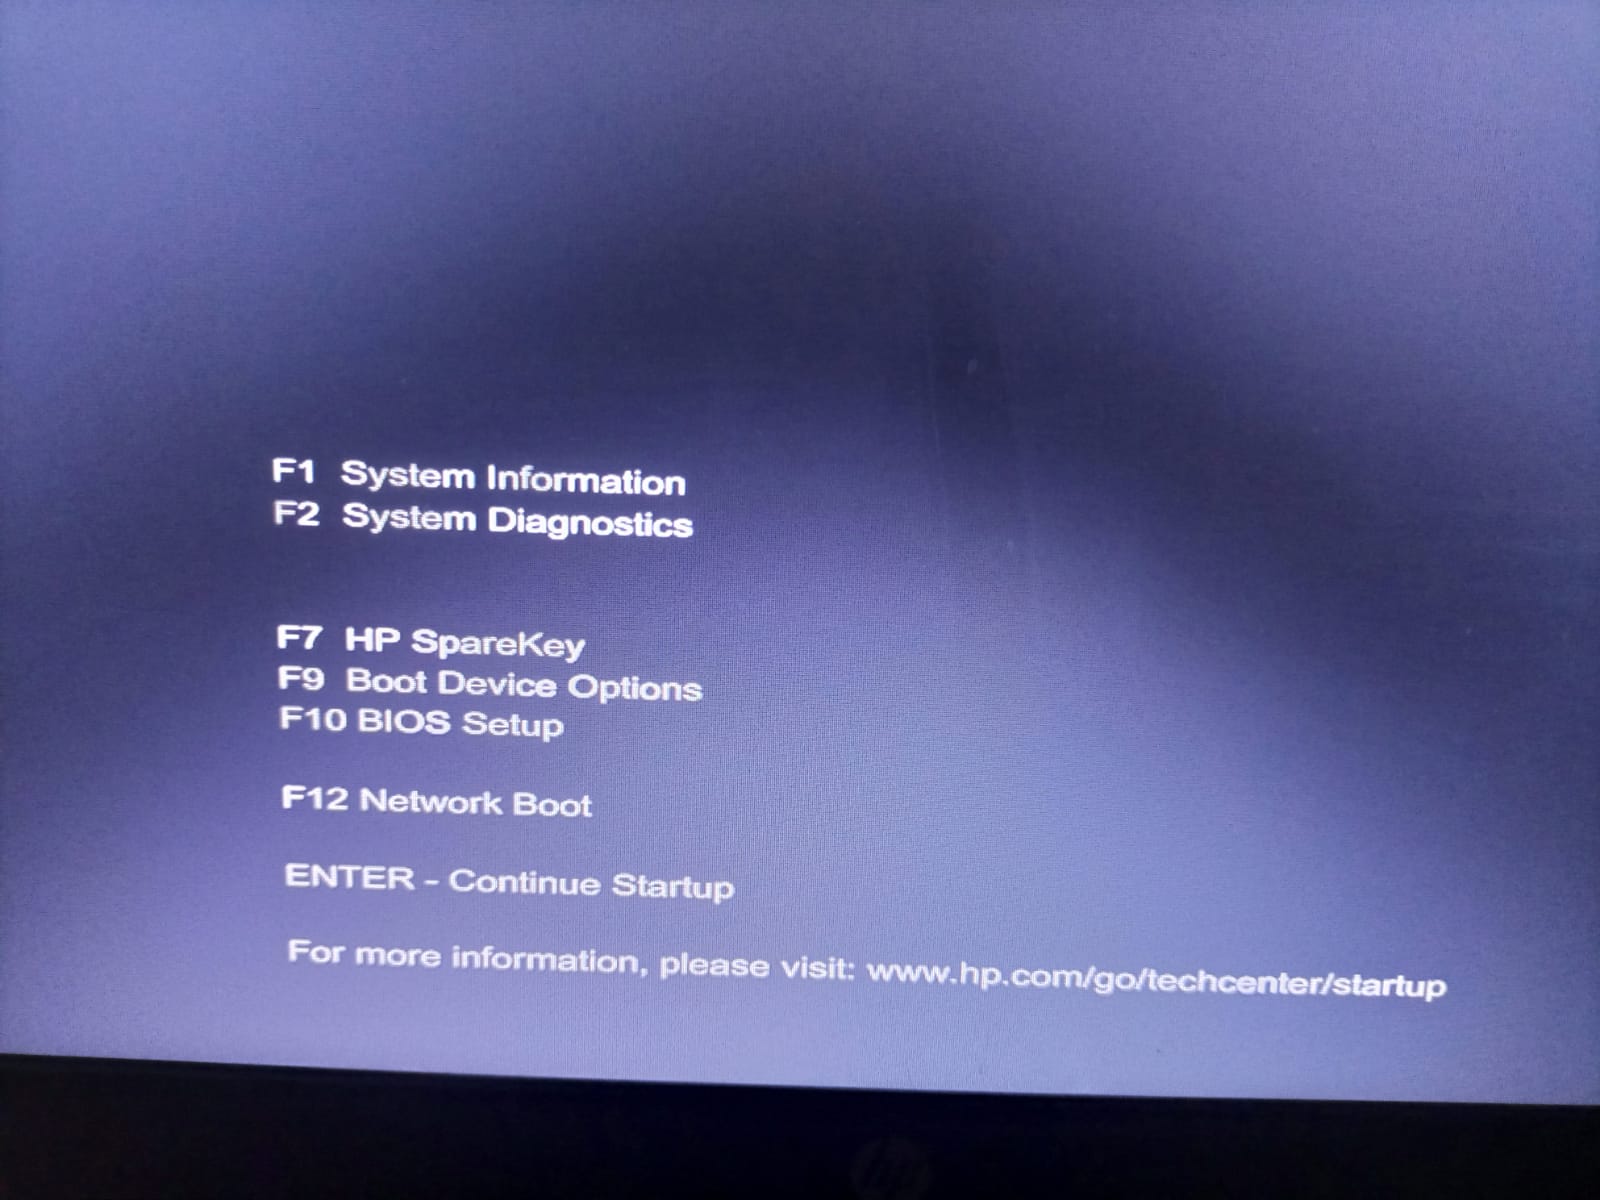 F1 System Information
F2 System Diagnostics
F7 HP SpareKey
F9 Boot Device Options
F10 BIOS Setup
F12 Network Boot
ENTER - Continue Startup
For more information, please visit: www.hp.com/go/techcenter/startup
hp